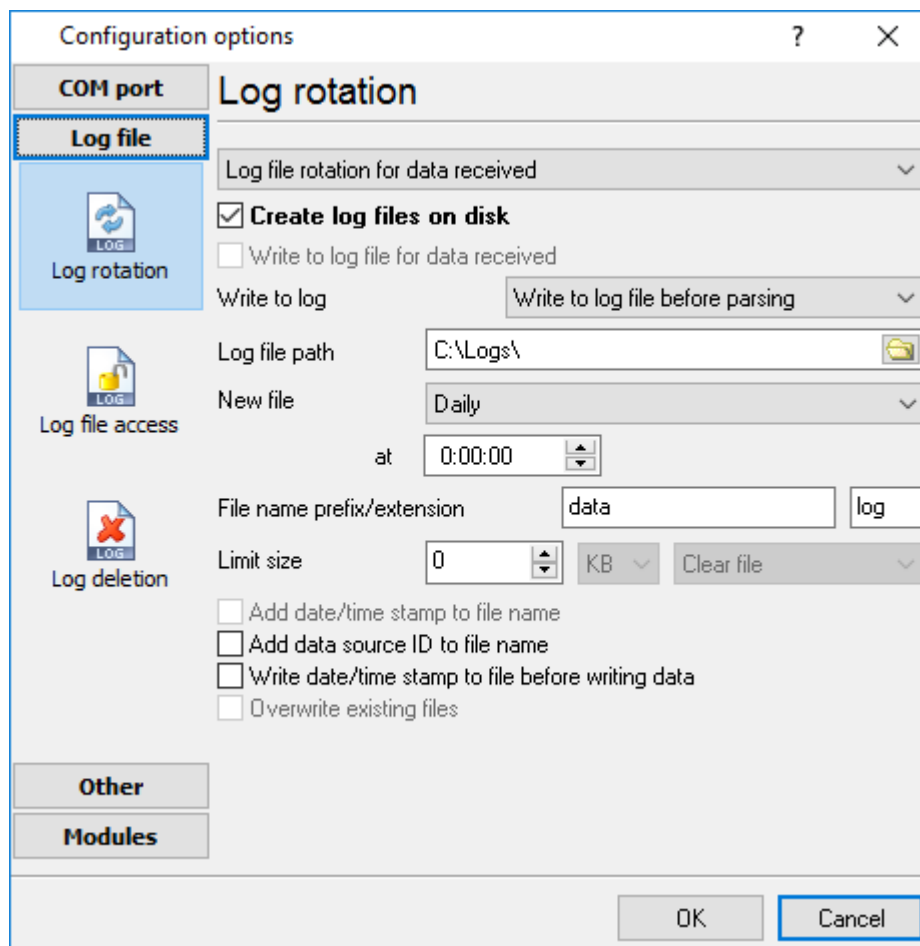 Configuration options ?
COM port
Log file
LOG
Log rotation
LOG
Log file access
LOG
Log deletion
Other
Modules
Log rotation
Log file rotation for data received
Create log files on disk
Write to log file for data received
Write to log Write to log file before parsing
Log file path C:\Logs\
New file Daily
at 0:00:00
File name prefix/extension data log
Limit size 0 KB Clear file
Add date/time stamp to file name
Add data source ID to file name
Write date/time stamp to file before writing data
Overwrite existing files
OK Cancel